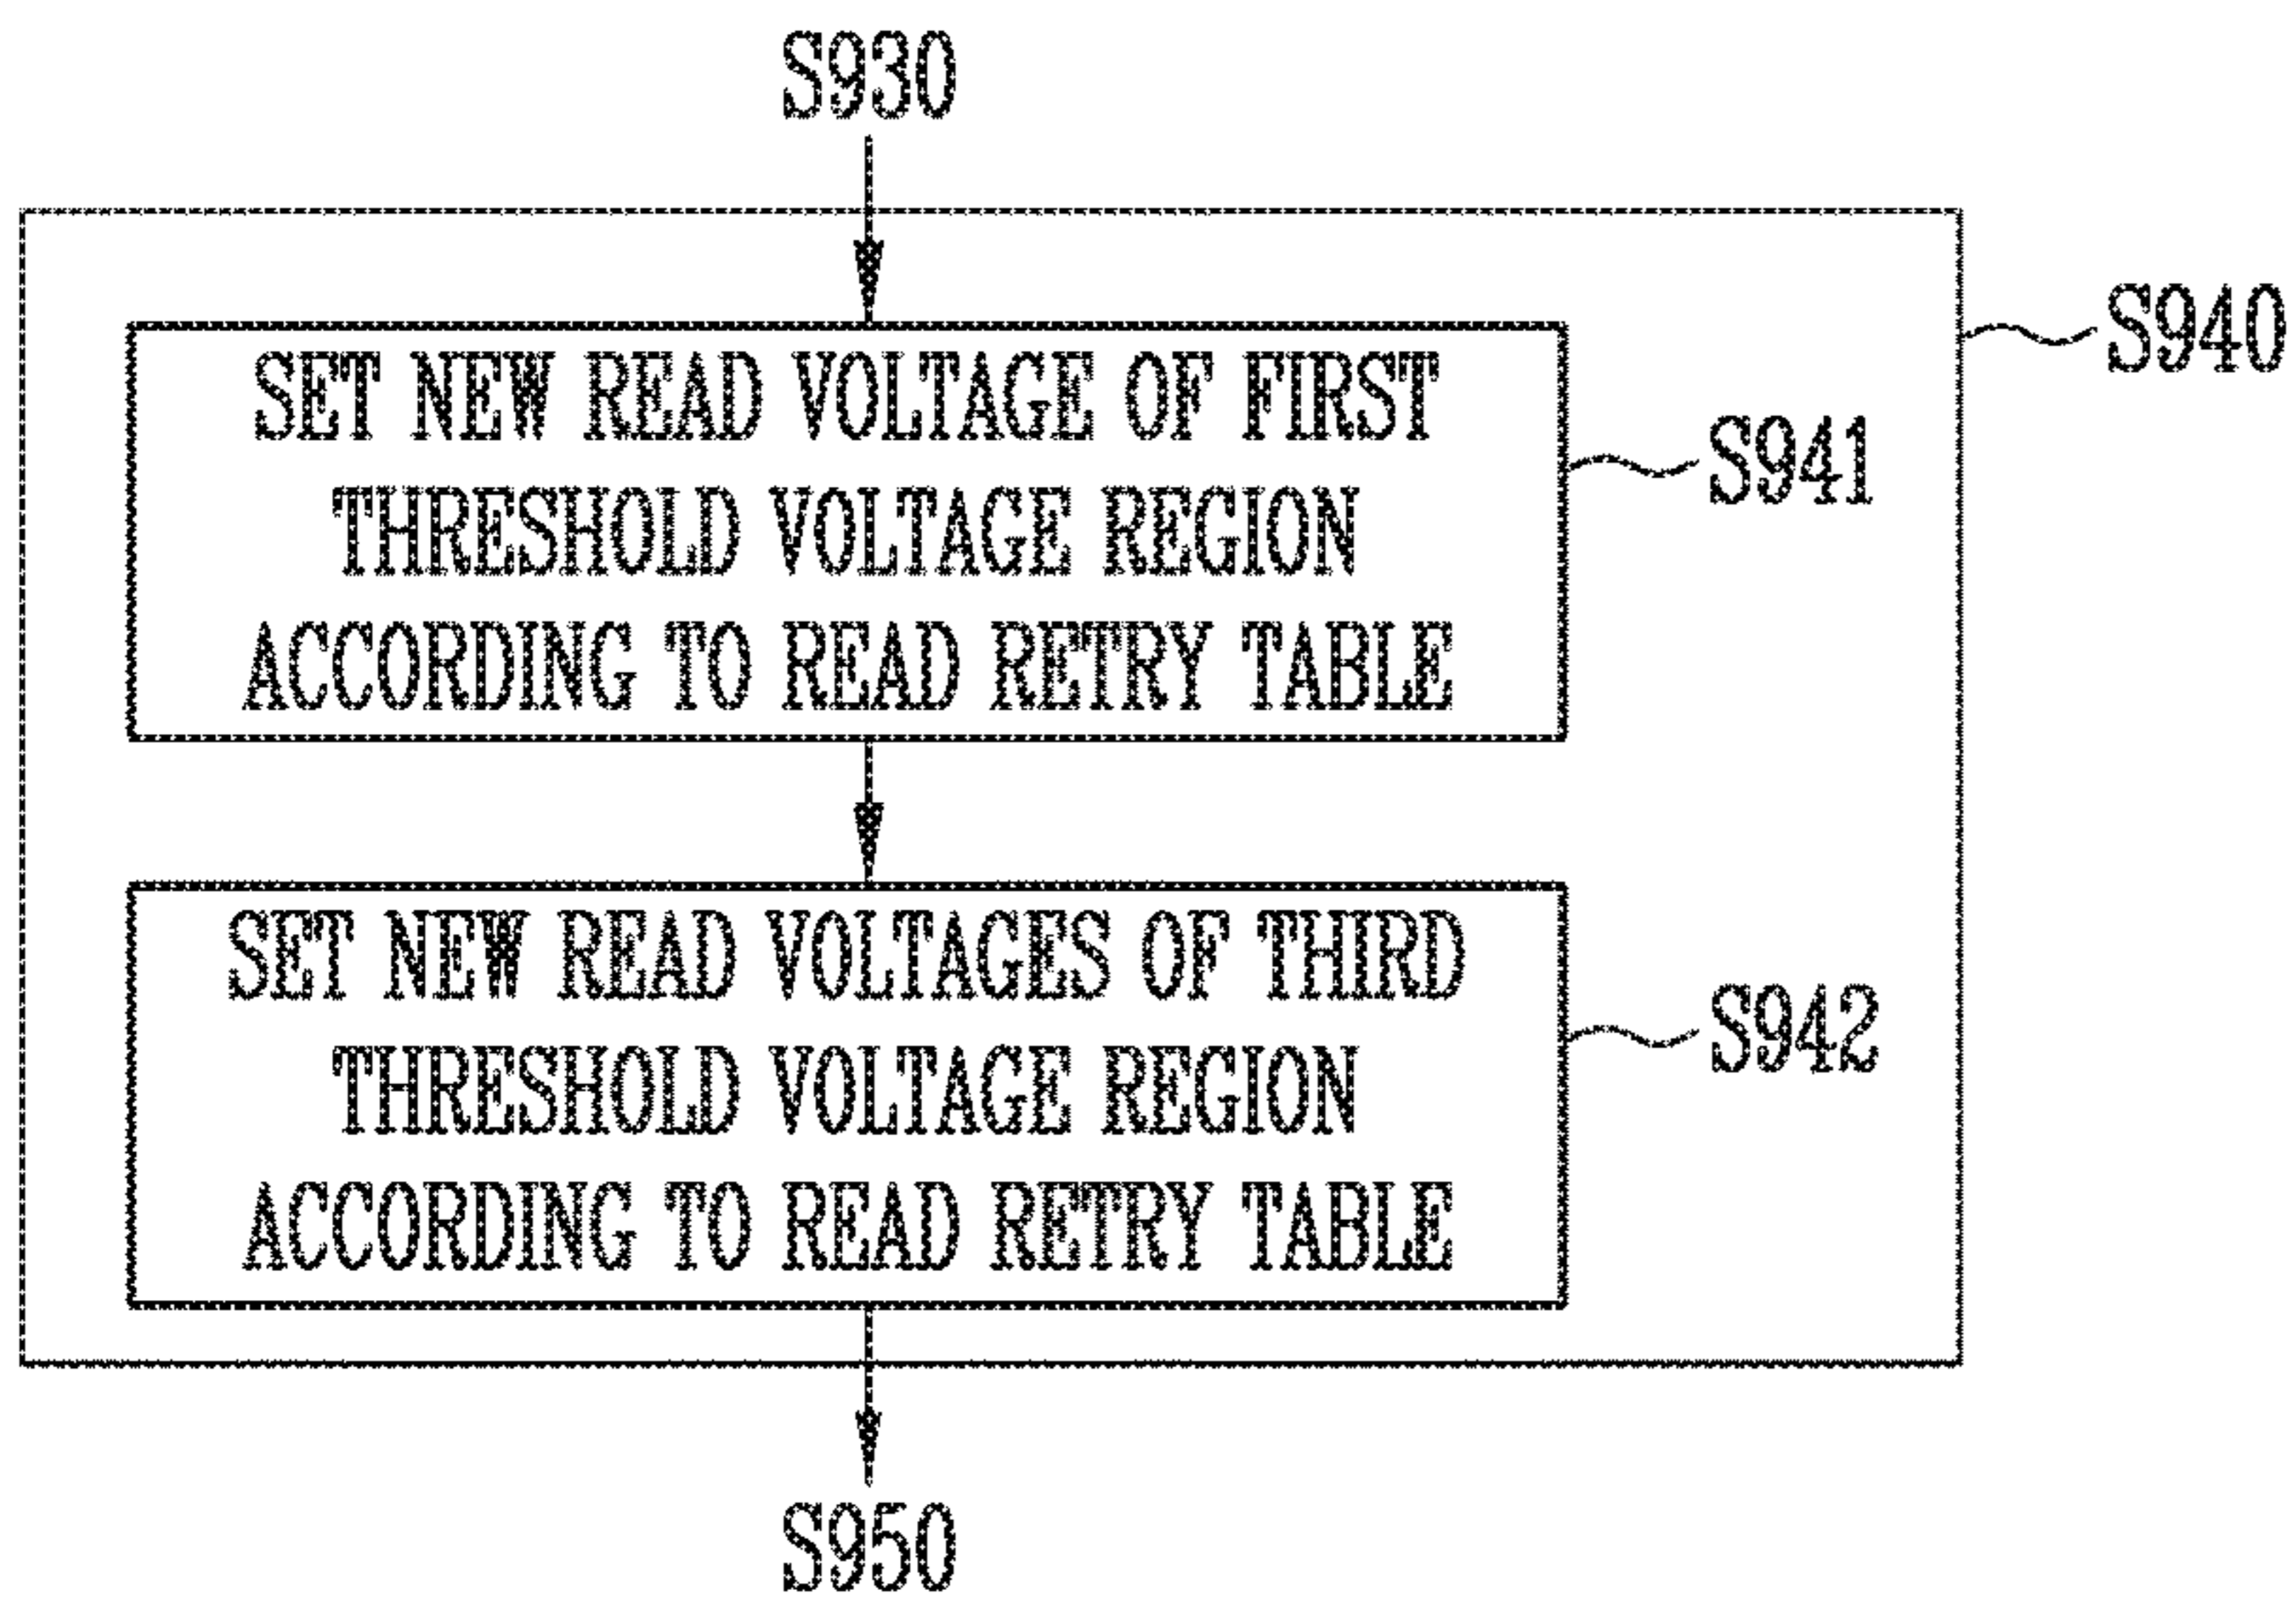 S930
S940
SET NEW READ VOLTAGE OF FIRST
THRESHOLD VOLTAGE REGION
ACCORDING TO READ RETRY TABLE
S941
SET NEW READ VOLTAGES OF THIRD
THRESHOLD VOLTAGE REGION
ACCORDING TO READ RETRY TABLE
S942
S950